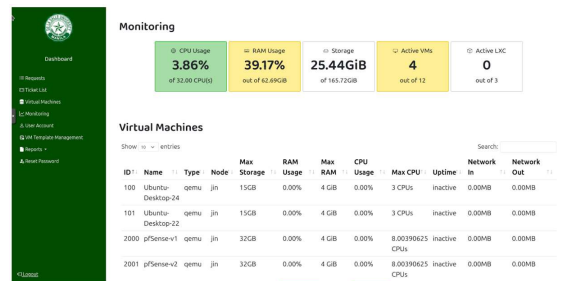 Dashboard
Requests
Ticket List
Virtual Machines
Monitoring
User Account
VM Template Management
Reports
Reset Password
Logout
Monitoring
CPU Usage
3.86%
of 32.00 CPU(s)
RAM Usage
39.17%
out of 62.69GiB
Storage
25.44GiB
of 165.72GiB
Active VMs
4
out of 12
Active LXC
0
out of 3
Virtual Machines
Show 10 entries
Search:
ID Name Type Node Max Storage RAM Usage Max RAM CPU Usage Max CPU Uptime Network In Network Out
100 Ubuntu-Desktop-24 qemu jin 15GB 0.00% 4 GiB 0.00% 3 CPUs inactive 0.00MB 0.00MB
101 Ubuntu-Desktop-22 qemu jin 15GB 0.00% 4 GiB 0.00% 3 CPUs inactive 0.00MB 0.00MB
2000 pfSense-v1 qemu jin 32GB 0.00% 4 GiB 0.00% 8.00390625 CPUs inactive 0.00MB 0.00MB
2001 pfSense-v2 qemu jin 32GB 0.00% 4 GiB 0.00% 8.00390625 CPUs inactive 0.00MB 0.00MB